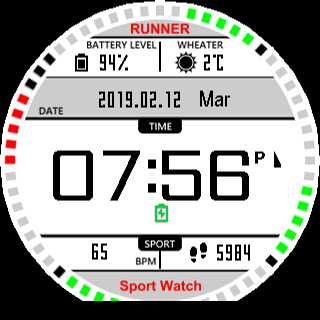 RUNNER
BATTERY LEVEL WHEATER
94% 2°C
2019.02.12 Mar
DATE
TIME
07:56 P
SPORT
65 5984
BPM
Sport Watch